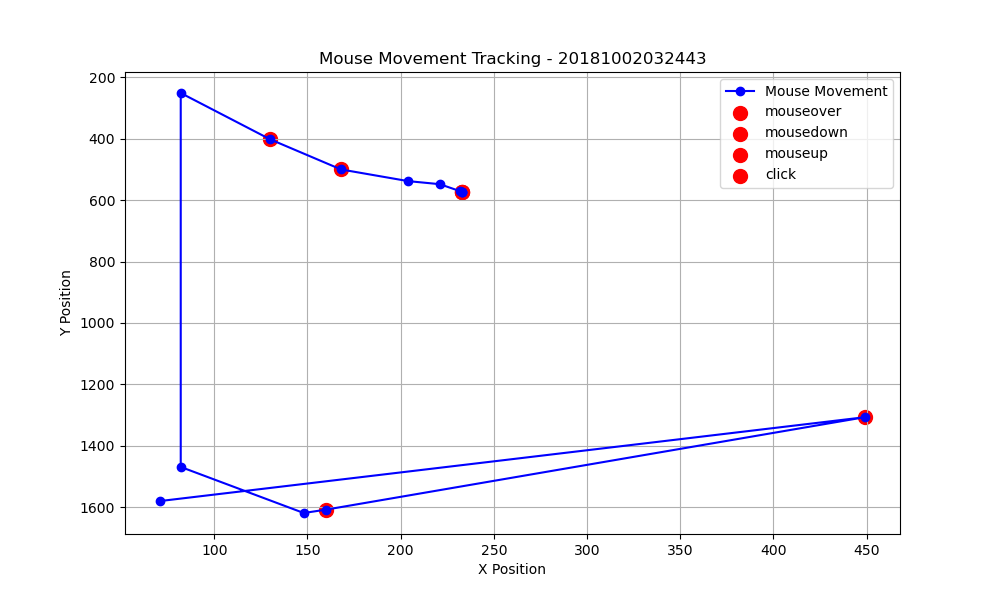 Mouse Movement Tracking - 20181002032443
Mouse Movement
mouseover
mousedown
mouseup
click
Y Position
200
400
600
800
1000
1200
1400
1600
100 150 200 250 300 350 400 450
X Position